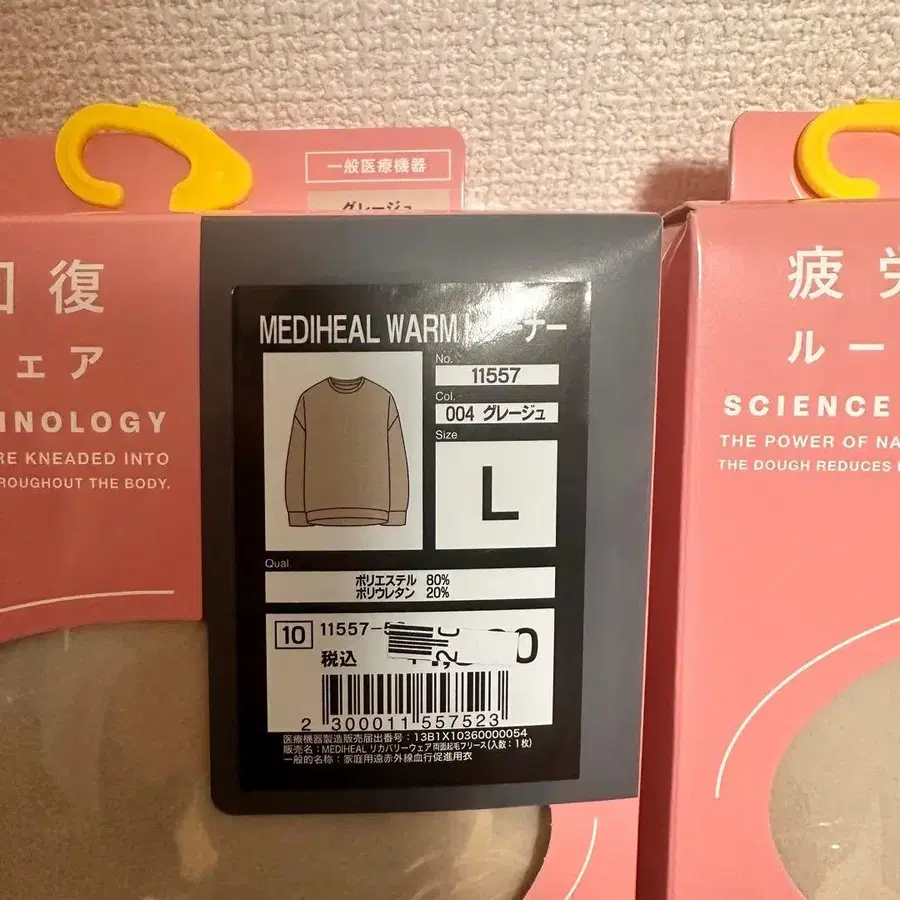 一般医療機器
グレージュ
回復
ェア
HNOLOGY
RE KNEADED INTO
ROUGHOUT THE BODY.
MEDIHEAL WARM ナー
No.
11557
Col.
004 グレージュ
Size
L
Qual.
ポリエステル 80%
ポリウレタン 20%
10 11557-
税込
2 300011 557523
医療機器製造販売届出番号:13B1X10360000054
販売名:MEDIHEAL リカバリーウェア両面起毛フリース(入数:1枚)
一般的名称:家庭用遠赤外線血行促進用衣
疲労
ルー
SCIENCE
THE POWER OF NA
THE DOUGH REDUCES